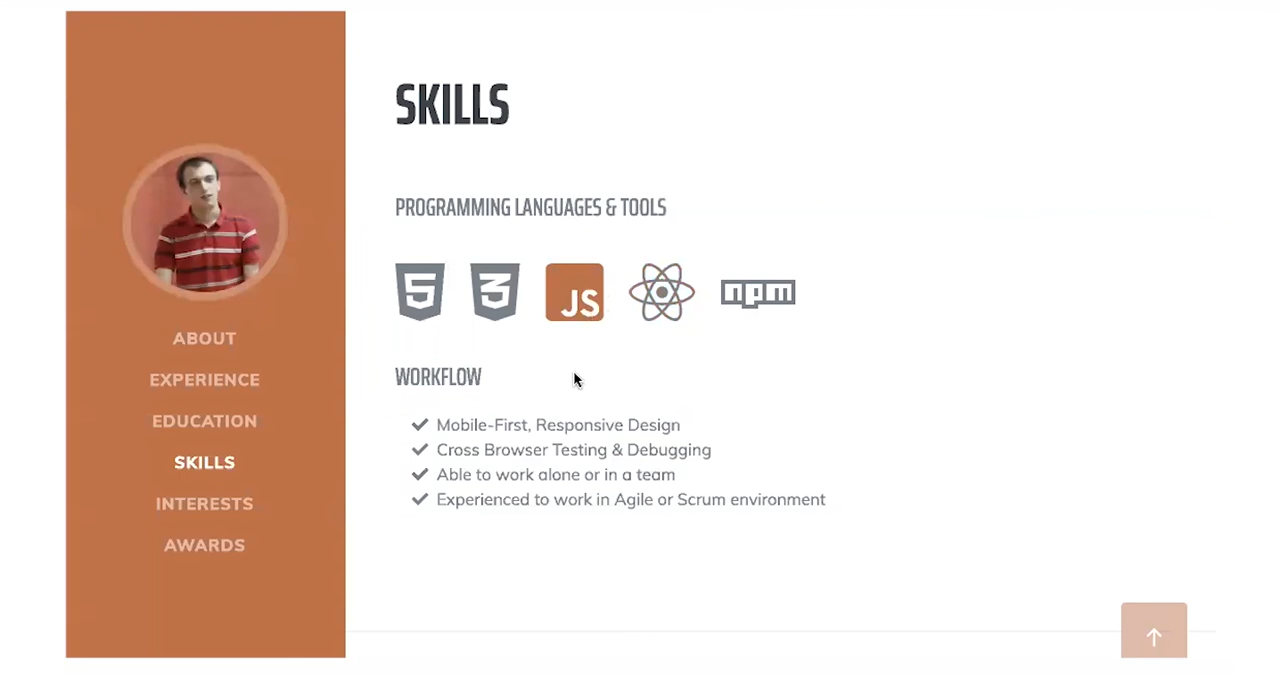 SKILLS
PROGRAMMING LANGUAGES & TOOLS
5
3
JS
npm
WORKFLOW
Mobile-First, Responsive Design
Cross Browser Testing & Debugging
Able to work alone or in a team
Experienced to work in Agile or Scrum environment
ABOUT
EXPERIENCE
EDUCATION
SKILLS
INTERESTS
AWARDS